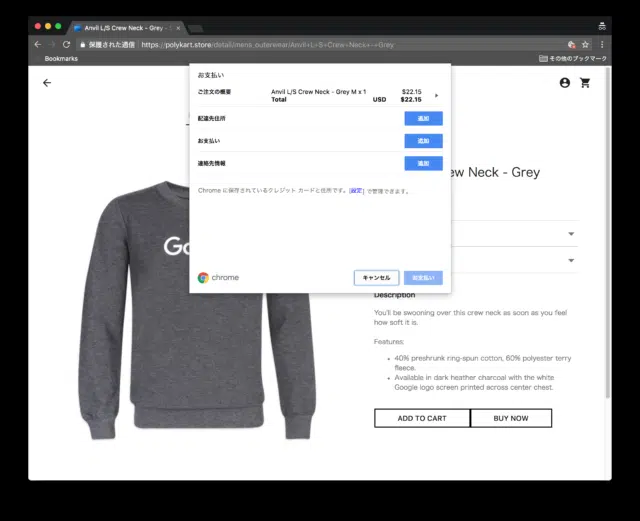 Anvil L/S Crew Neck - Grey -
保護された通信 https://polykart.store/detail/mens_outerwear/Anvil+L+S+Crew+Neck+-+Grey
Bookmarks その他のブックマーク
お支払い
ご注文の概要 Anvil L/S Crew Neck - Grey M x 1 $22.15
Total USD $22.15
配達先住所 追加
お支払い 追加
連絡先情報 追加
Chrome に保存されているクレジット カードと住所です。[設定] で管理できます。
chrome キャンセル お支払い
ew Neck - Grey
Go
Description
You'll be swooning over this crew neck as soon as you feel
how soft it is.
Features:
• 40% preshrunk ring-spun cotton, 60% polyester terry
fleece.
• Available in dark heather charcoal with the white
Google logo screen printed across center chest.
ADD TO CART BUY NOW